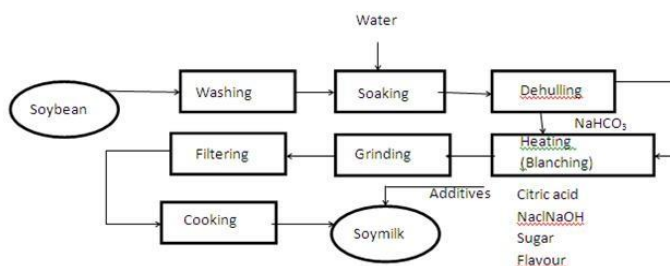 Water
Soybean
Washing
Soaking
Dehulling
NaHCO₃
Heating
(Blanching)
Grinding
Filtering
Cooking
Soymilk
Additives
Citric acid
NaclNaOH
Sugar
Flavour